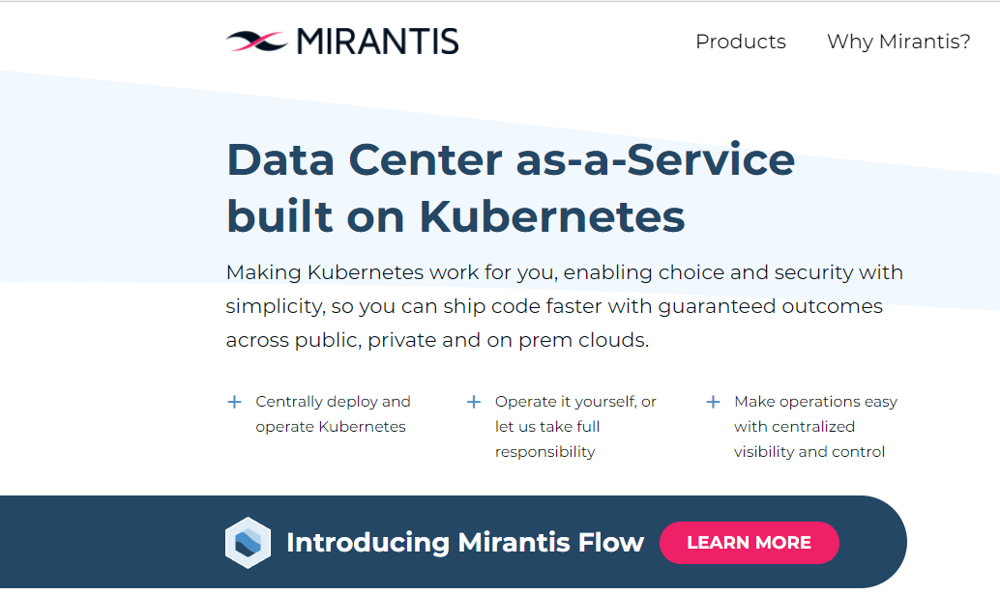 MIRANTIS
Products
Why Mirantis?
Data Center as-a-Service
built on Kubernetes
Making Kubernetes work for you, enabling choice and security with
simplicity, so you can ship code faster with guaranteed outcomes
across public, private and on prem clouds.
Centrally deploy and
operate Kubernetes
Operate it yourself, or
let us take full
responsibility
Make operations easy
with centralized
visibility and control
Introducing Mirantis Flow
LEARN MORE